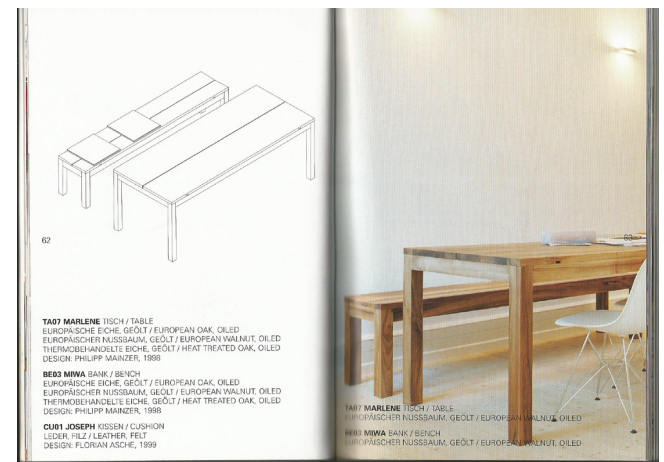 62
TA07 MARLENE TISCH / TABLE
EUROPÄISCHE EICHE, GEÖLT / EUROPEAN OAK, OILED
EUROPÄISCHER NUSSBAUM, GEÖLT / EUROPEAN WALNUT, OILED
THERMOBEHANDELTE EICHE, GEÖLT / HEAT TREATED OAK, OILED
DESIGN: PHILIPP MAINZER, 1998
BE03 MIWA BANK / BENCH
EUROPÄISCHE EICHE, GEÖLT / EUROPEAN OAK, OILED
EUROPÄISCHER NUSSBAUM, GEÖLT / EUROPEAN WALNUT, OILED
THERMOBEHANDELTE EICHE, GEÖLT / HEAT TREATED OAK, OILED
DESIGN: PHILIPP MAINZER, 1998
CU01 JOSEPH KISSEN / CUSHION
LEDER, FILZ / LEATHER, FELT
DESIGN: FLORIAN ASCHE, 1999
63
TA07 MARLENE TISCH / TABLE
EUROPÄISCHER NUSSBAUM, GEÖLT / EUROPEAN WALNUT, OILED
BE03 MIWA BANK / BENCH
EUROPÄISCHER NUSSBAUM, GEÖLT / EUROPEAN WALNUT, OILED